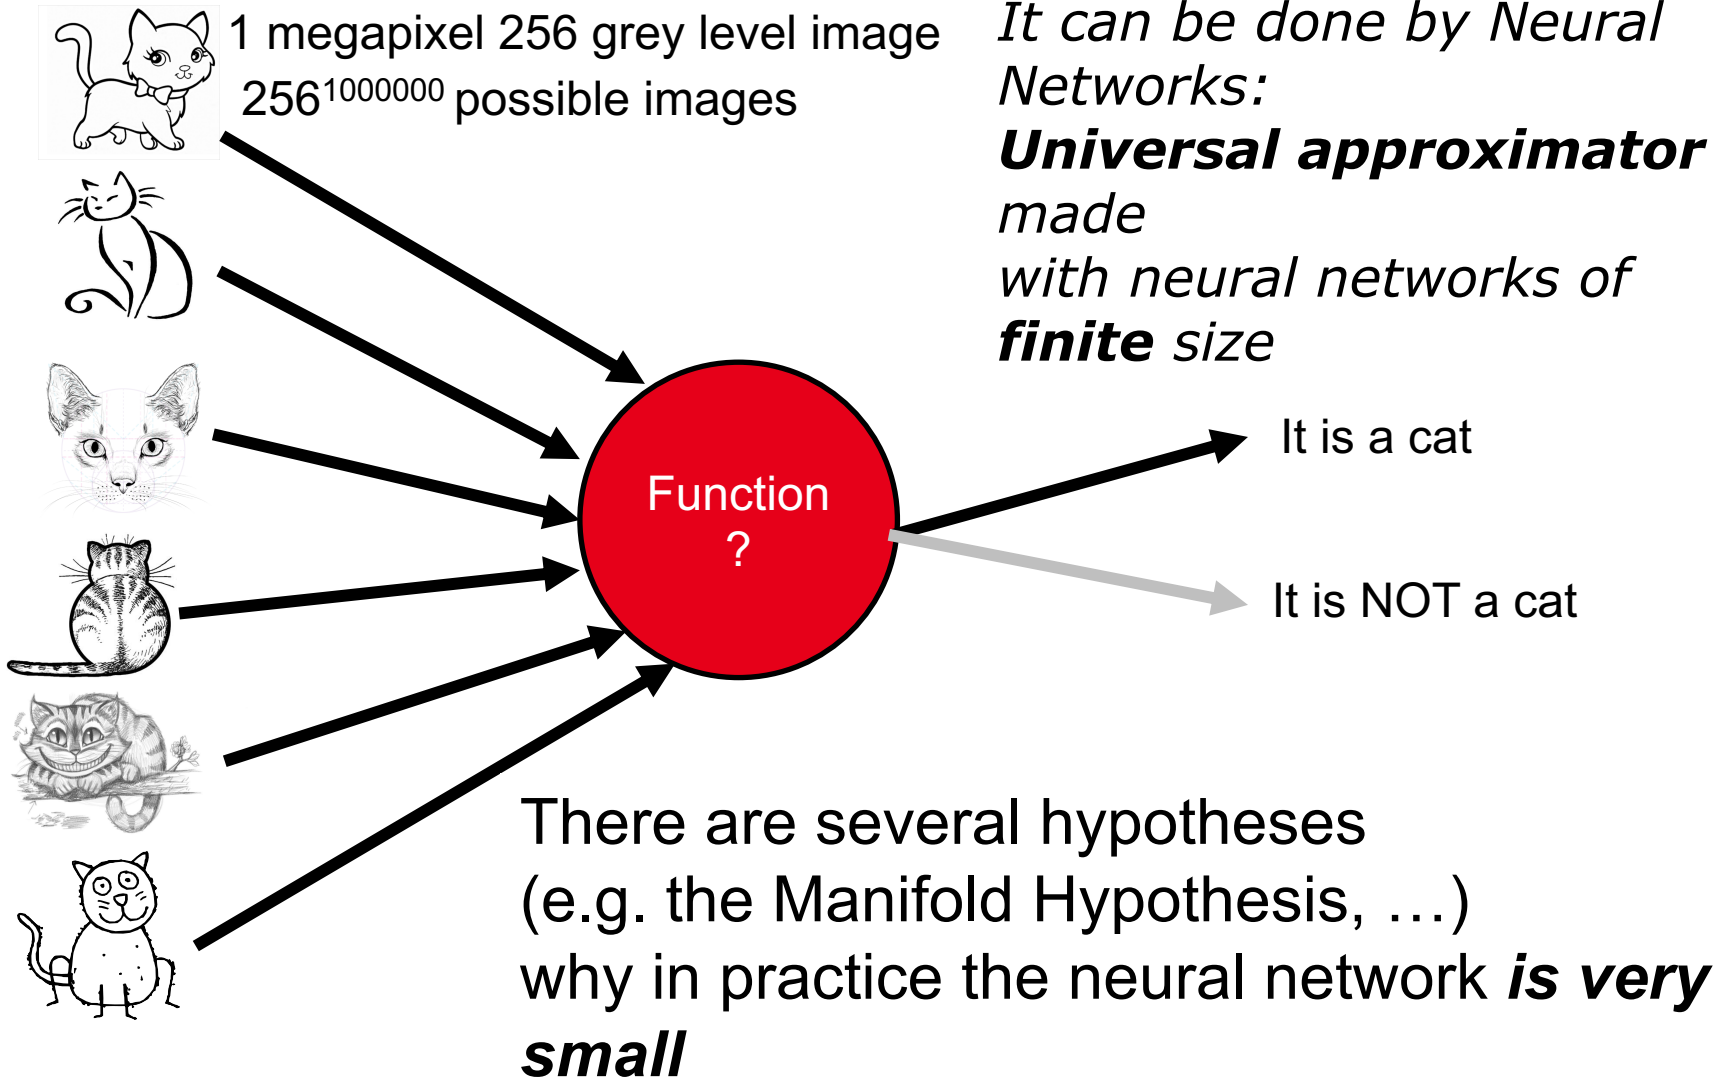 1 megapixel 256 grey level image
256¹⁰⁰⁰⁰⁰⁰ possible images
It can be done by Neural
Networks:
Universal approximator
made
with neural networks of
finite size
Function
?
It is a cat
It is NOT a cat
There are several hypotheses
(e.g. the Manifold Hypothesis, …)
why in practice the neural network is very
small